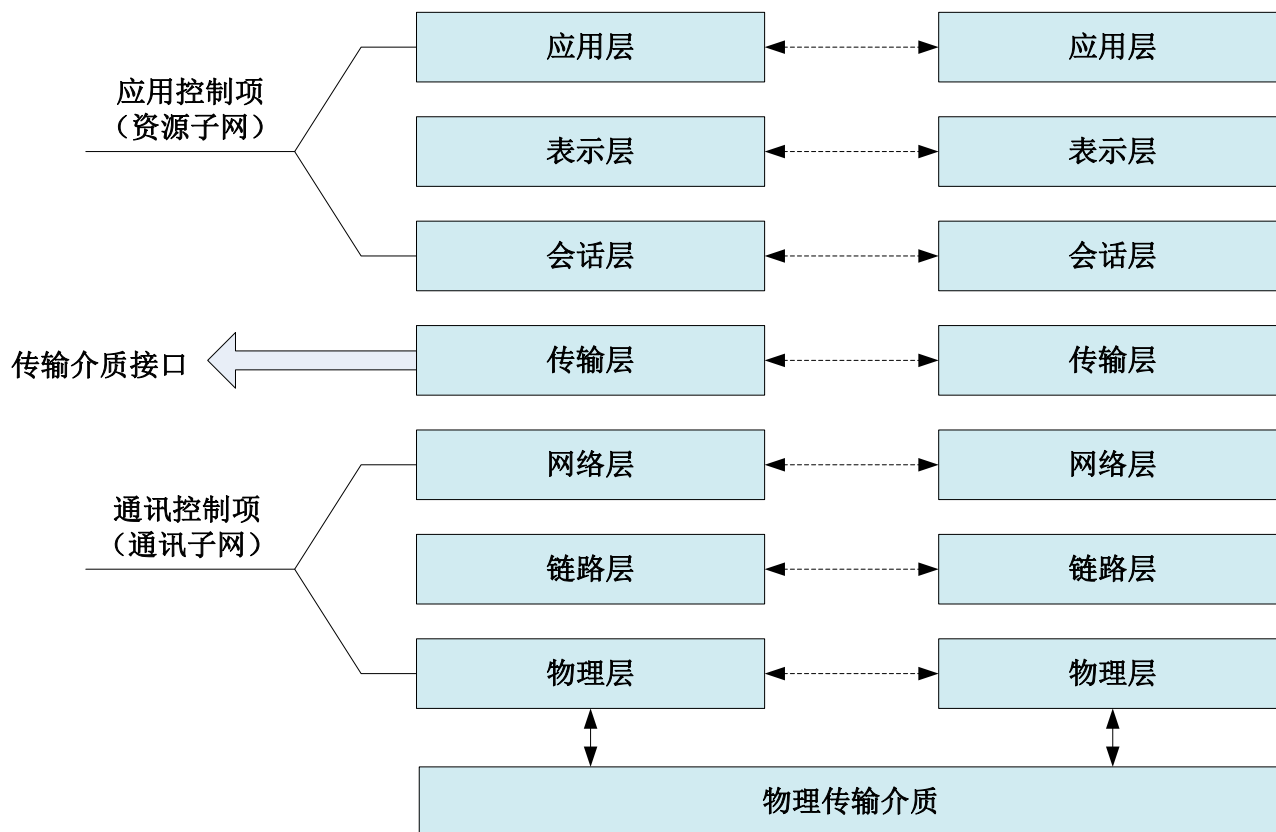 应用层
应用层
应用控制项
（资源子网）
表示层
表示层
会话层
会话层
传输介质接口
传输层
传输层
网络层
网络层
通讯控制项
（通讯子网）
链路层
链路层
物理层
物理层
物理传输介质